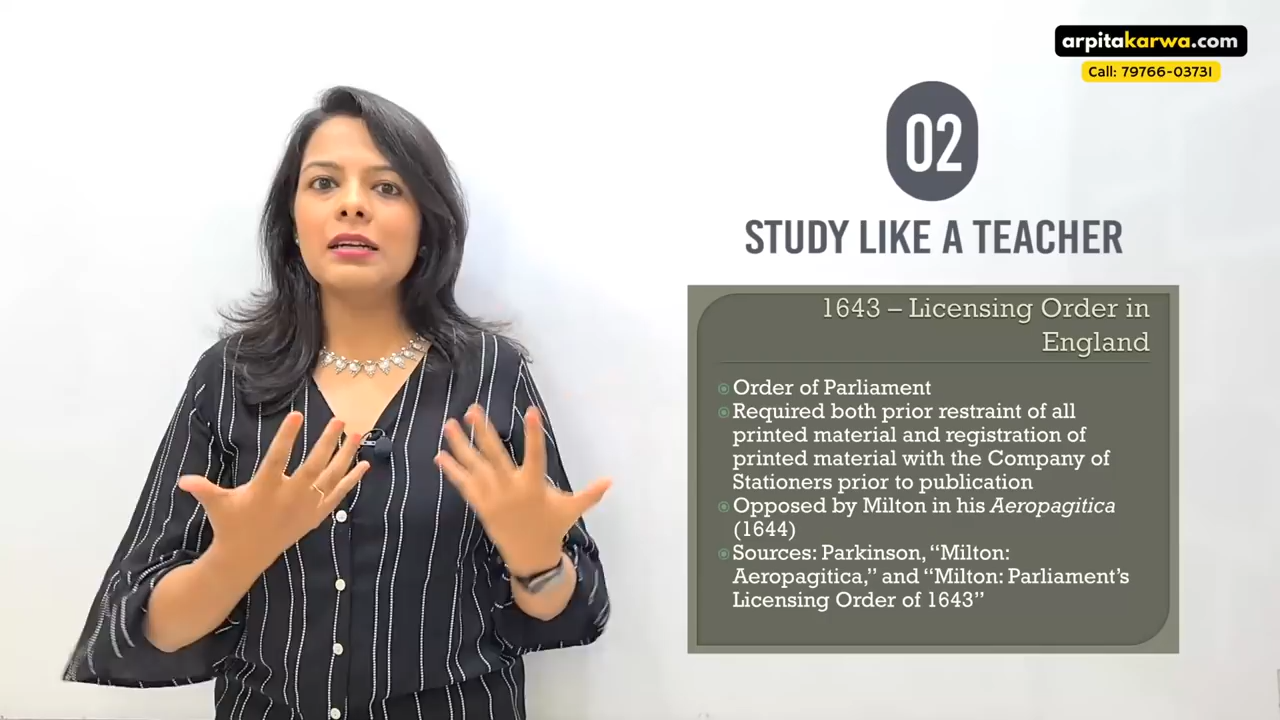 arpitakarwa.com
Call: 79766-03731
02
STUDY LIKE A TEACHER
1643 – Licensing Order in
England
Order of Parliament
Required both prior restraint of all
printed material and registration of
printed material with the Company of
Stationers prior to publication
Opposed by Milton in his Aeropagitica
(1644)
Sources: Parkinson, “Milton:
Aeropagitica,” and “Milton: Parliament’s
Licensing Order of 1643”